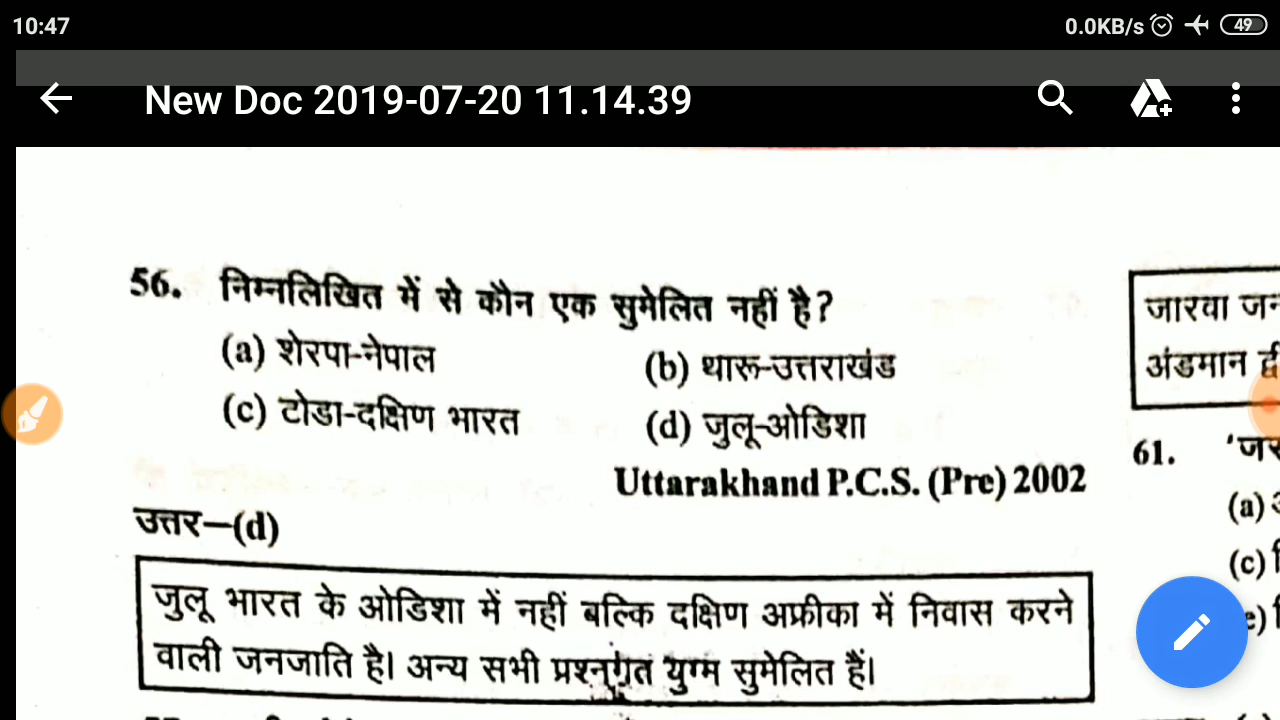 10:47
0.0KB/s 49
New Doc 2019-07-20 11.14.39
56. निम्नलिखित में से कौन एक सुमेलित नहीं है?
(a) शेरपा-नेपाल (b) थारू-उत्तराखंड
(c) टोडा-दक्षिण भारत (d) जुलू-ओडिशा
Uttarakhand P.C.S. (Pre) 2002
उत्तर—(d)
जुलू भारत के ओडिशा में नहीं बल्कि दक्षिण अफ्रीका में निवास करने
वाली जनजाति है। अन्य सभी प्रश्नगत युग्म सुमेलित हैं।
जारवा
अंडमान
61.
(a)
(c)